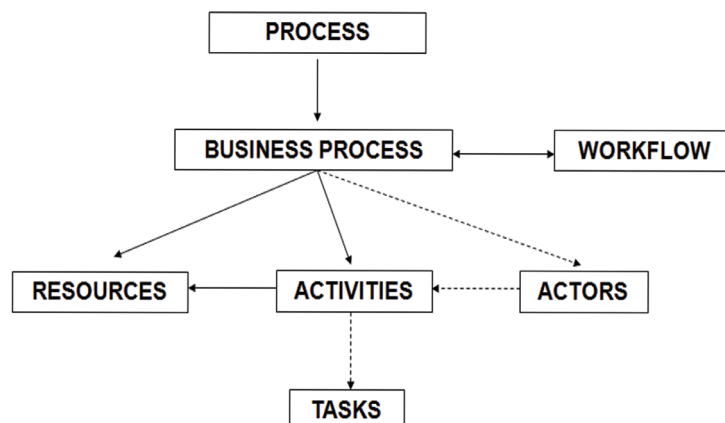 PROCESS
BUSINESS PROCESS
WORKFLOW
RESOURCES
ACTIVITIES
ACTORS
TASKS